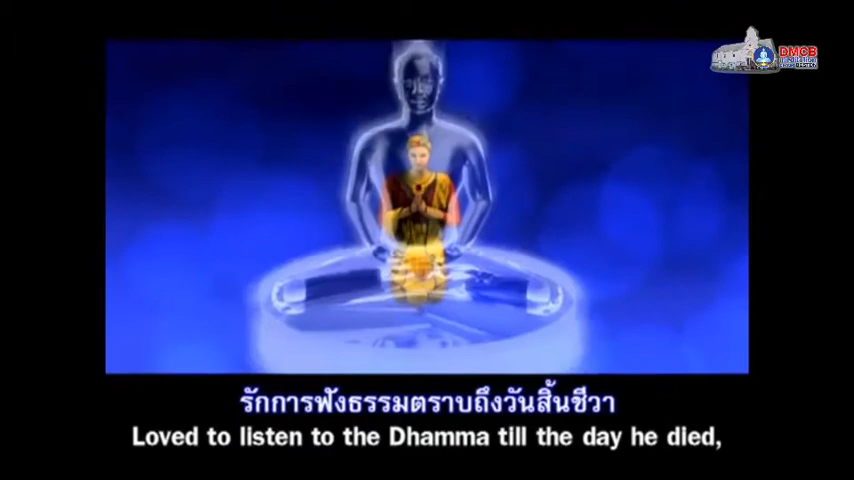 DMCB
รักการฟังธรรมตราบถึงวันสิ้นชีวา
Loved to listen to the Dhamma till the day he died,